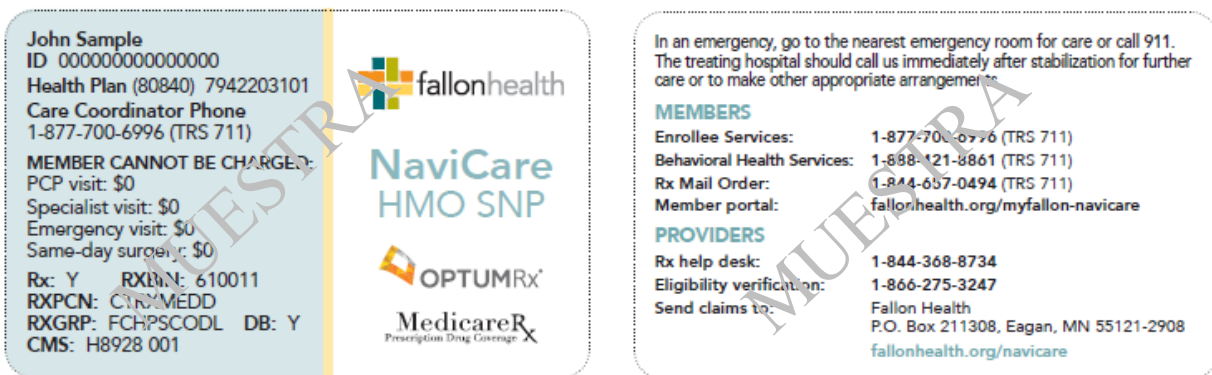 John Sample
ID 000000000000000
Health Plan (80840) 7942203101
Care Coordinator Phone
1-877-700-6996 (TRS 711)
MEMBER CANNOT BE CHARGED:
PCP visit: $0
Specialist visit: $0
Emergency visit: $0
Same-day surgery: $0
Rx: Y RXBIN: 610011
RXPCN: CTRXMEDD
RXGRP: FCHPSCODL DB: Y
CMS: H8928 001
MUESTRA
fallonhealth
NaviCare
HMO SNP
OPTUMRx
MedicareRx
Prescription Drug Coverage
In an emergency, go to the nearest emergency room for care or call 911.
The treating hospital should call us immediately after stabilization for further
care or to make other appropriate arrangements.
MEMBERS
Enrollee Services: 1-877-700-6996 (TRS 711)
Behavioral Health Services: 1-888-421-8861 (TRS 711)
Rx Mail Order: 1-844-657-0494 (TRS 711)
Member portal: fallonhealth.org/myfallon-navicare
PROVIDERS
Rx help desk: 1-844-368-8734
Eligibility verification: 1-866-275-3247
Send claims to: Fallon Health
P.O. Box 211308, Eagan, MN 55121-2908
fallonhealth.org/navicare
MUESTRA